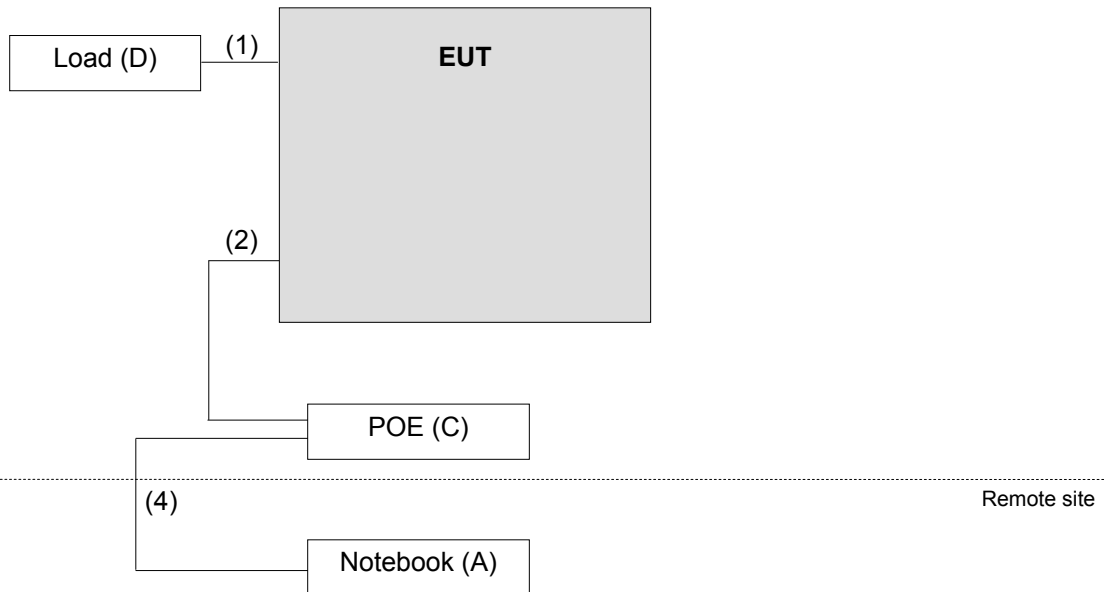 Load (D)
(1)
EUT
(2)
POE (C)
(4)
Remote site
Notebook (A)